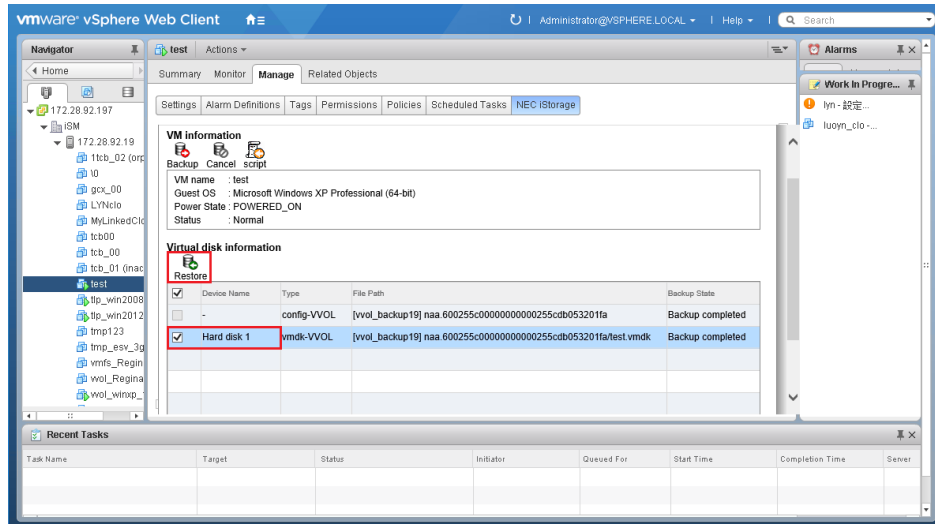 vmware® vSphere Web Client
Administrator@VSPHERE.LOCAL
Help
Search
Navigator
Home
172.28.92.197
iSM
172.28.92.19
1tcb_02 (orp
\0
gcx_00
LYNclo
MyLinkedClo
tcb00
tcb_00
tcb_01 (inac
test
tlp_win2008
tlp_win2012
tmp123
tmp_esv_3g
vmfs_Regin
vvol_Regina
vvol_winxp_
test Actions
Summary Monitor Manage Related Objects
Settings Alarm Definitions Tags Permissions Policies Scheduled Tasks NEC iStorage
VM information
Backup Cancel script
VM name : test
Guest OS : Microsoft Windows XP Professional (64-bit)
Power State : POWERED_ON
Status : Normal
Virtual disk information
Restore
Device Name Type File Path Backup State
- config-VVOL [vvol_backup19] naa.600255c00000000000255cdb053201fa Backup completed
Hard disk 1 vmdk-VVOL [vvol_backup19] naa.600255c00000000000255cdb053201fa/test.vmdk Backup completed
Alarms
Work In Progre...
lyn - 設定...
luoyn_clo -...
Recent Tasks
Task Name Target Status Initiator Queued For Start Time Completion Time Server